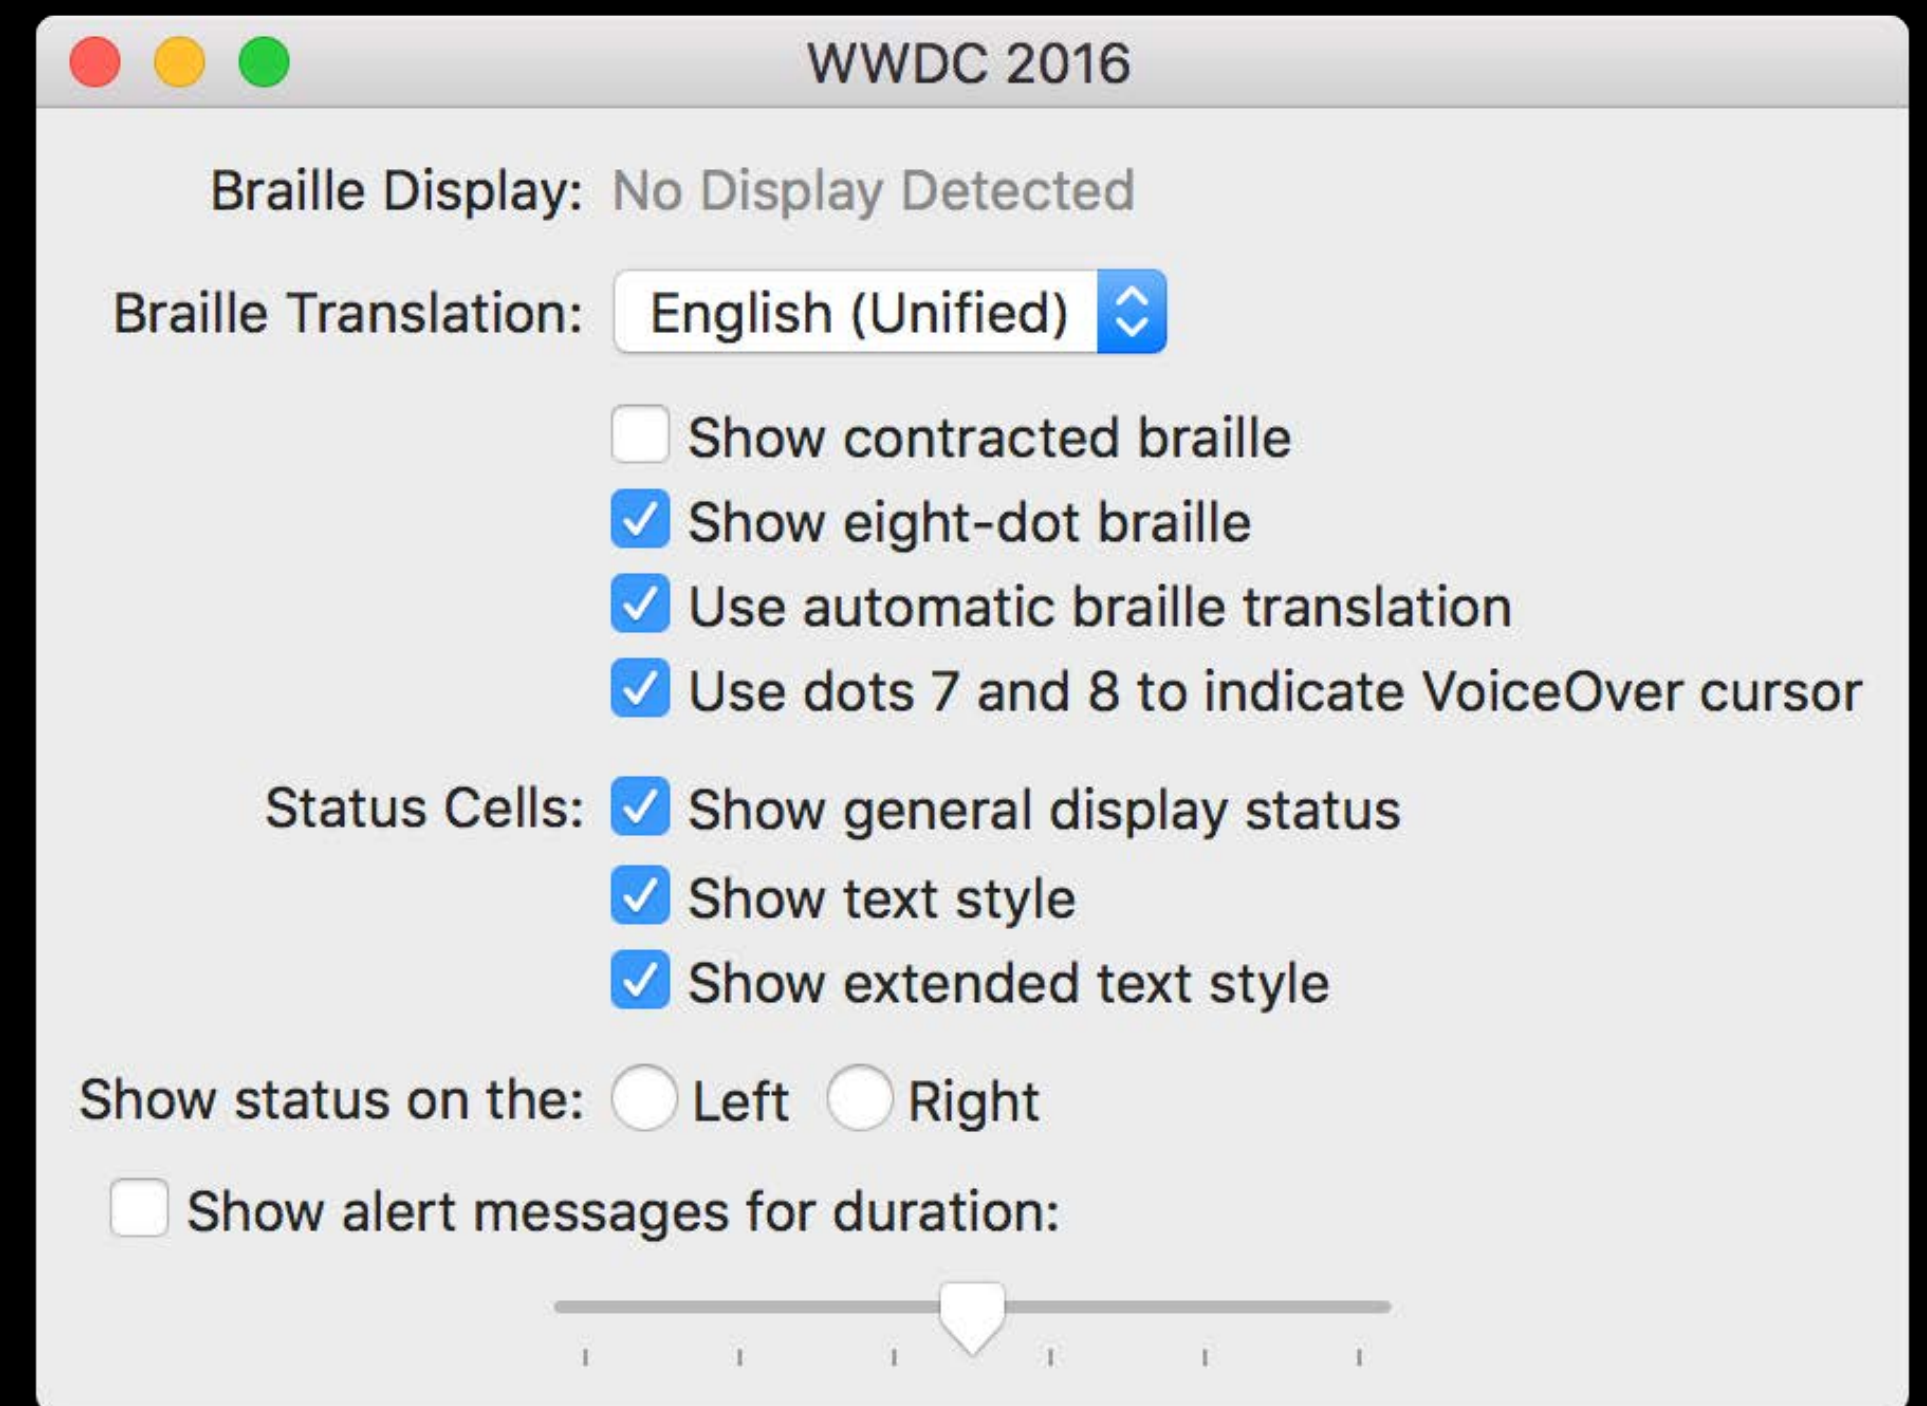 WWDC 2016
Braille Display: No Display Detected
Braille Translation: English (Unified)
Show contracted braille
Show eight-dot braille
Use automatic braille translation
Use dots 7 and 8 to indicate VoiceOver cursor
Status Cells: Show general display status
Show text style
Show extended text style
Show status on the: Left Right
Show alert messages for duration: